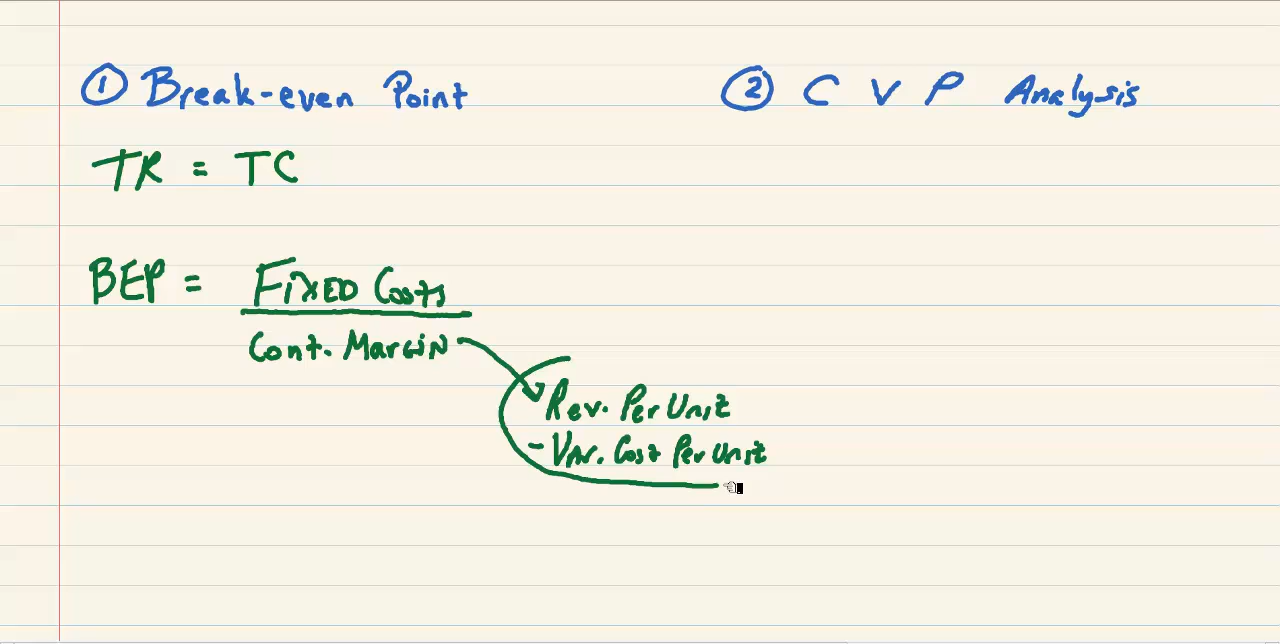 ① Break-even Point
② C V P Analysis
TR = TC
BEP = Fixed Costs
Cont. Margin
Rev. Per Unit
- Var. Cost Per Unit